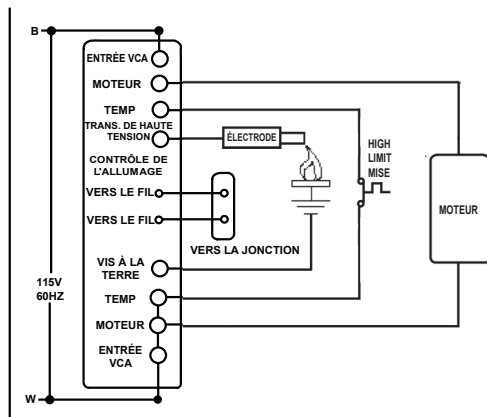 B
ENTRÉE VCA
MOTEUR
TEMP
TRANS. DE HAUTE
TENSION
ÉLECTRODE
HIGH
LIMIT
MISE
CONTRÔLE DE
L'ALLUMAGE
VERS LE FIL
VERS LE FIL
VERS LA JONCTION
MOTEUR
VIS À LA
TERRE
115V
60HZ
TEMP
MOTEUR
ENTRÉE
VCA
W